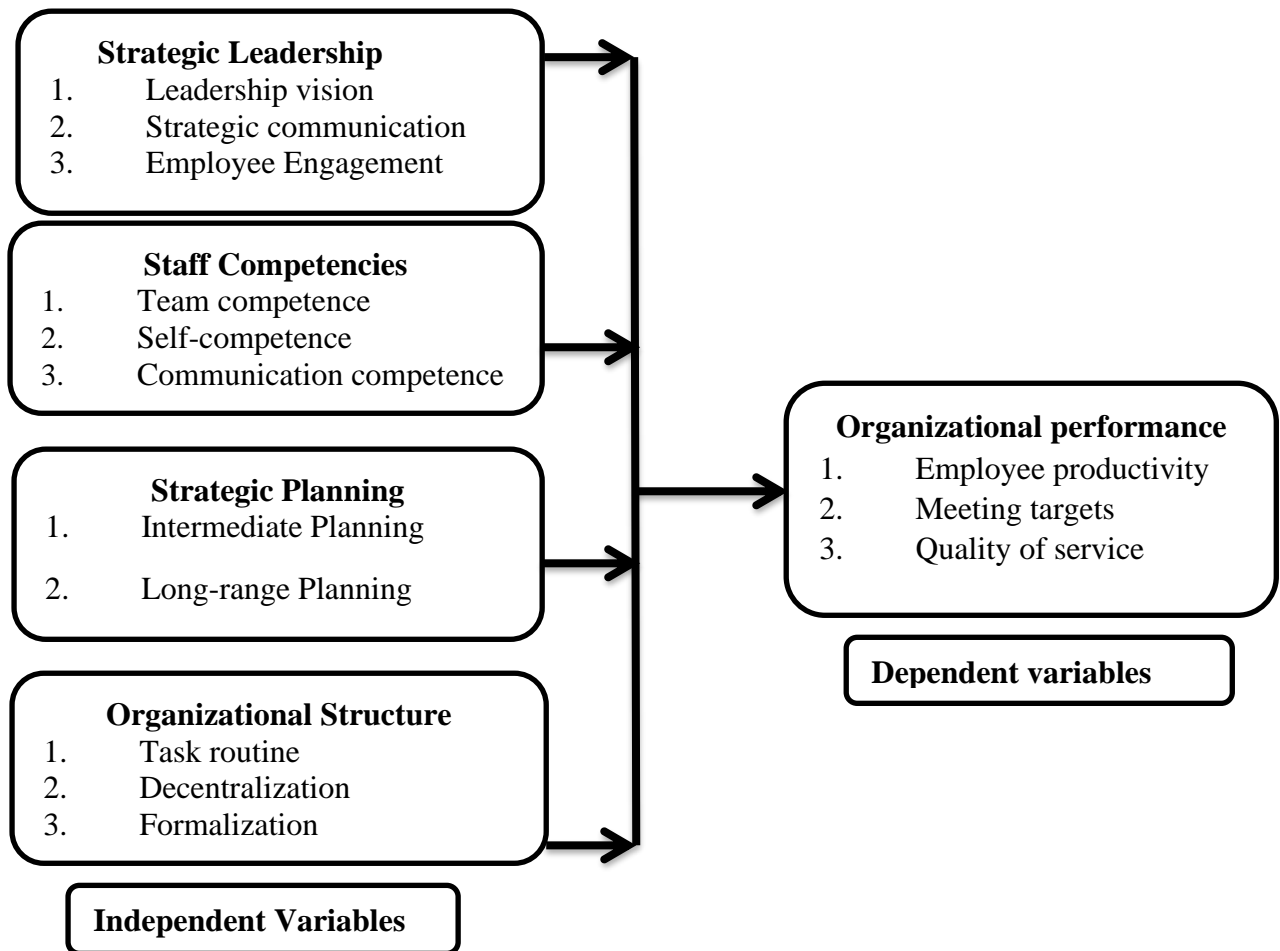 Strategic Leadership
1. Leadership vision
2. Strategic communication
3. Employee Engagement
Staff Competencies
1. Team competence
2. Self-competence
3. Communication competence
Strategic Planning
1. Intermediate Planning
2. Long-range Planning
Organizational Structure
1. Task routine
2. Decentralization
3. Formalization
Independent Variables
Organizational performance
1. Employee productivity
2. Meeting targets
3. Quality of service
Dependent variables